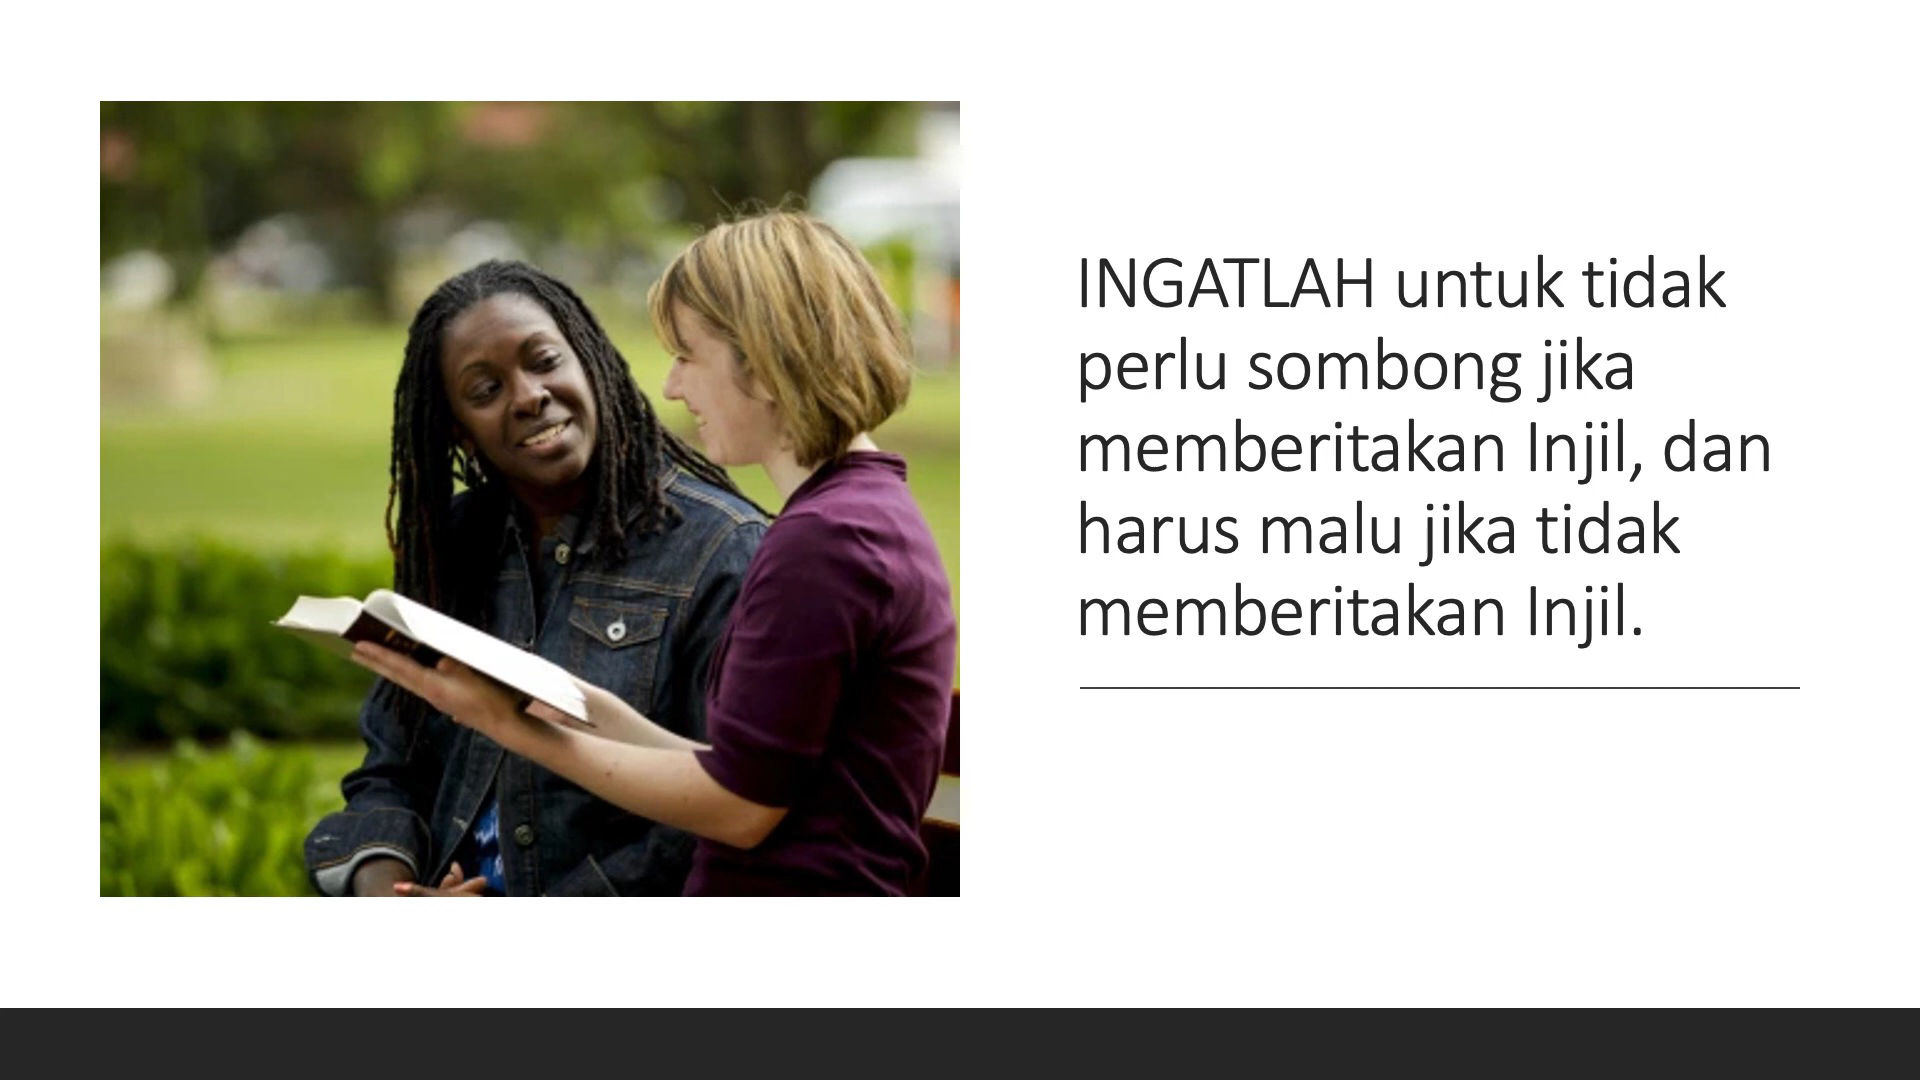 INGATLAH untuk tidak
perlu sombong jika
memberitakan Injil, dan
harus malu jika tidak
memberitakan Injil.